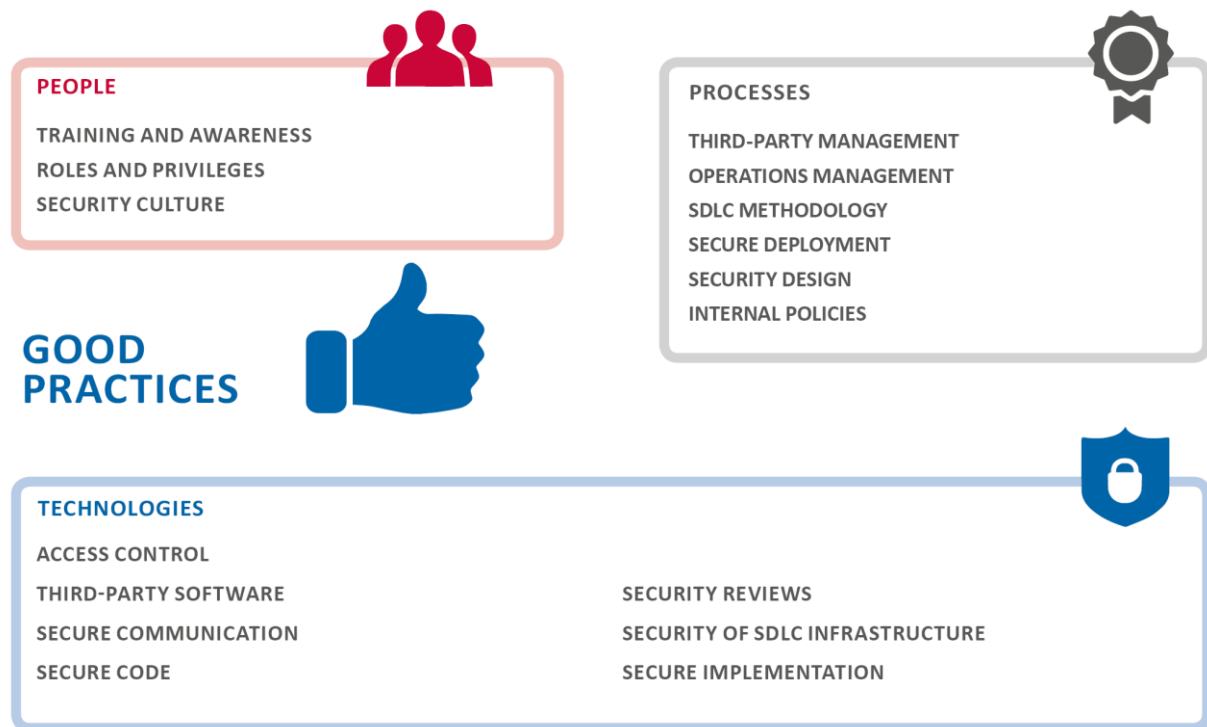 PEOPLE
TRAINING AND AWARENESS
ROLES AND PRIVILEGES
SECURITY CULTURE
PROCESSES
THIRD-PARTY MANAGEMENT
OPERATIONS MANAGEMENT
SDLC METHODOLOGY
SECURE DEPLOYMENT
SECURITY DESIGN
INTERNAL POLICIES
GOOD
PRACTICES
TECHNOLOGIES
ACCESS CONTROL
THIRD-PARTY SOFTWARE
SECURE COMMUNICATION
SECURE CODE
SECURITY REVIEWS
SECURITY OF SDLC INFRASTRUCTURE
SECURE IMPLEMENTATION